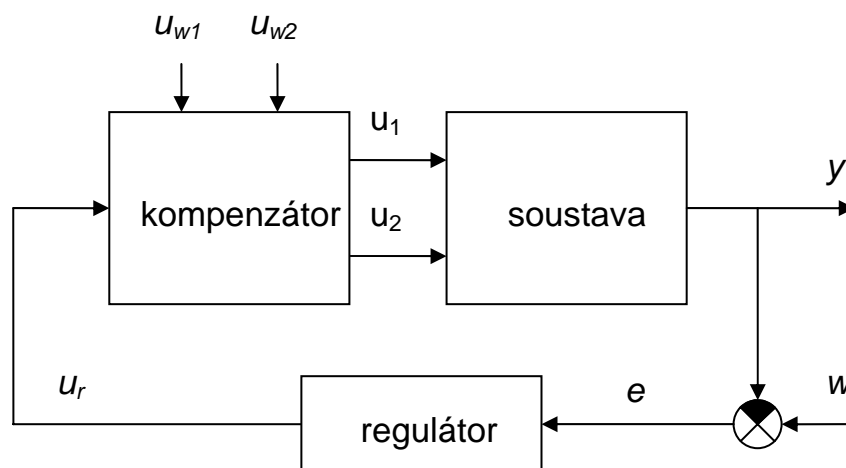 u_w1 u_w2
u₁
y
kompenzátor
soustava
u₂
u_r
e
w
regulátor